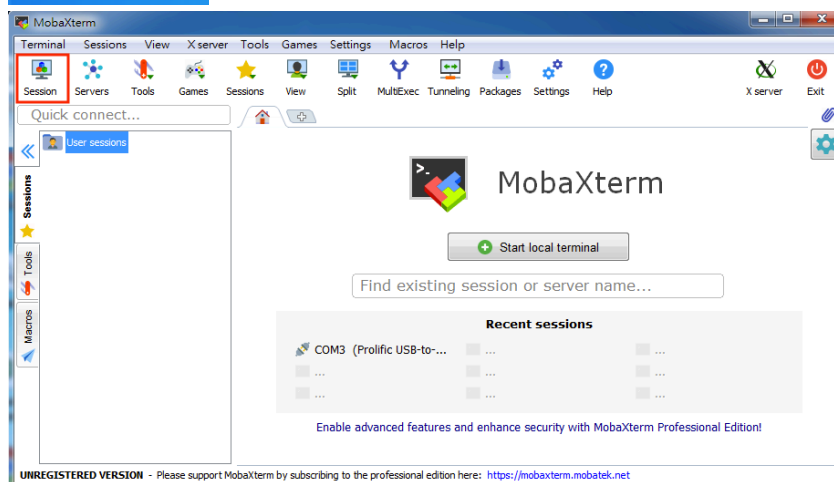 MobaXterm
Terminal Sessions View X server Tools Games Settings Macros Help
Session Servers Tools Games Sessions View Split MultiExec Tunneling Packages Settings Help X server Exit
Quick connect...
User sessions
Sessions
Tools
Macros
>_
MobaXterm
Start local terminal
Find existing session or server name...
Recent sessions
COM3 (Prolific USB-to-... ... ...
... ... ...
... ... ...
Enable advanced features and enhance security with MobaXterm Professional Edition!
UNREGISTERED VERSION - Please support MobaXterm by subscribing to the professional edition here: https://mobaxterm.mobatek.net